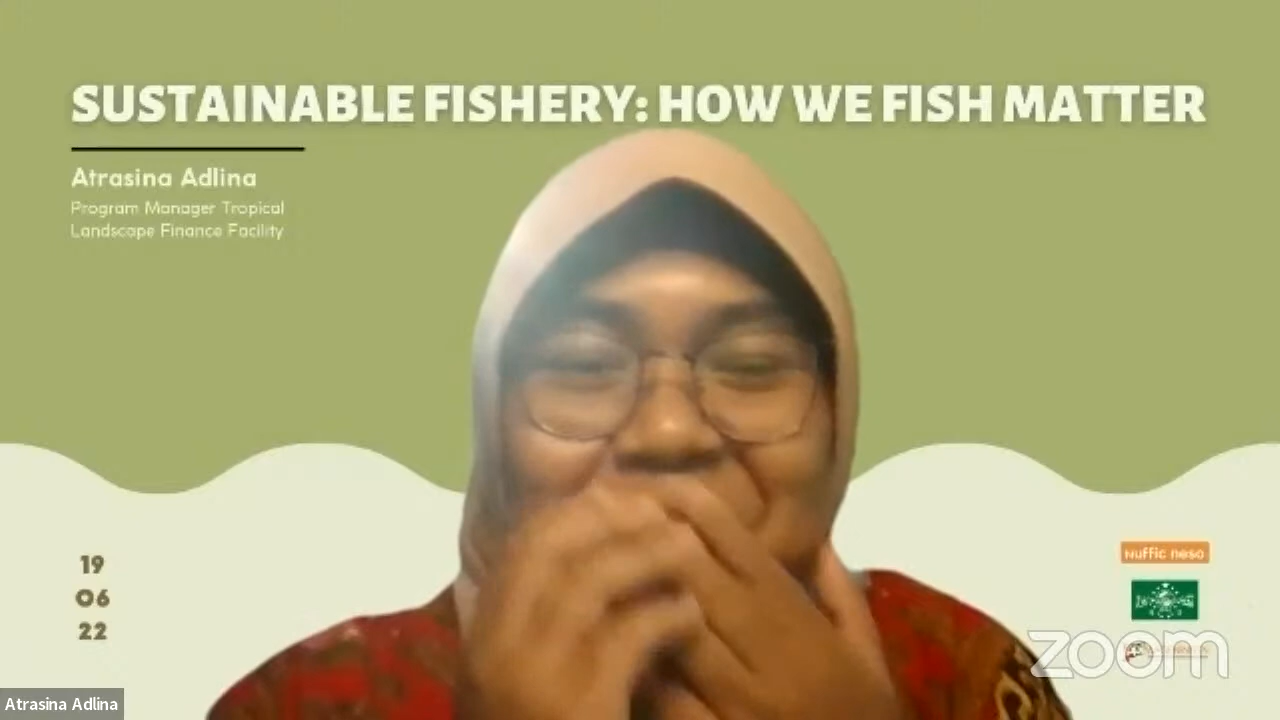 SUSTAINABLE FISHERY: HOW WE FISH MATTER
Atrasina Adlina
Program Manager Tropical
Landscape Finance Facility
19
06
22
Nuffic Neso
zoom
Atrasina Adlina